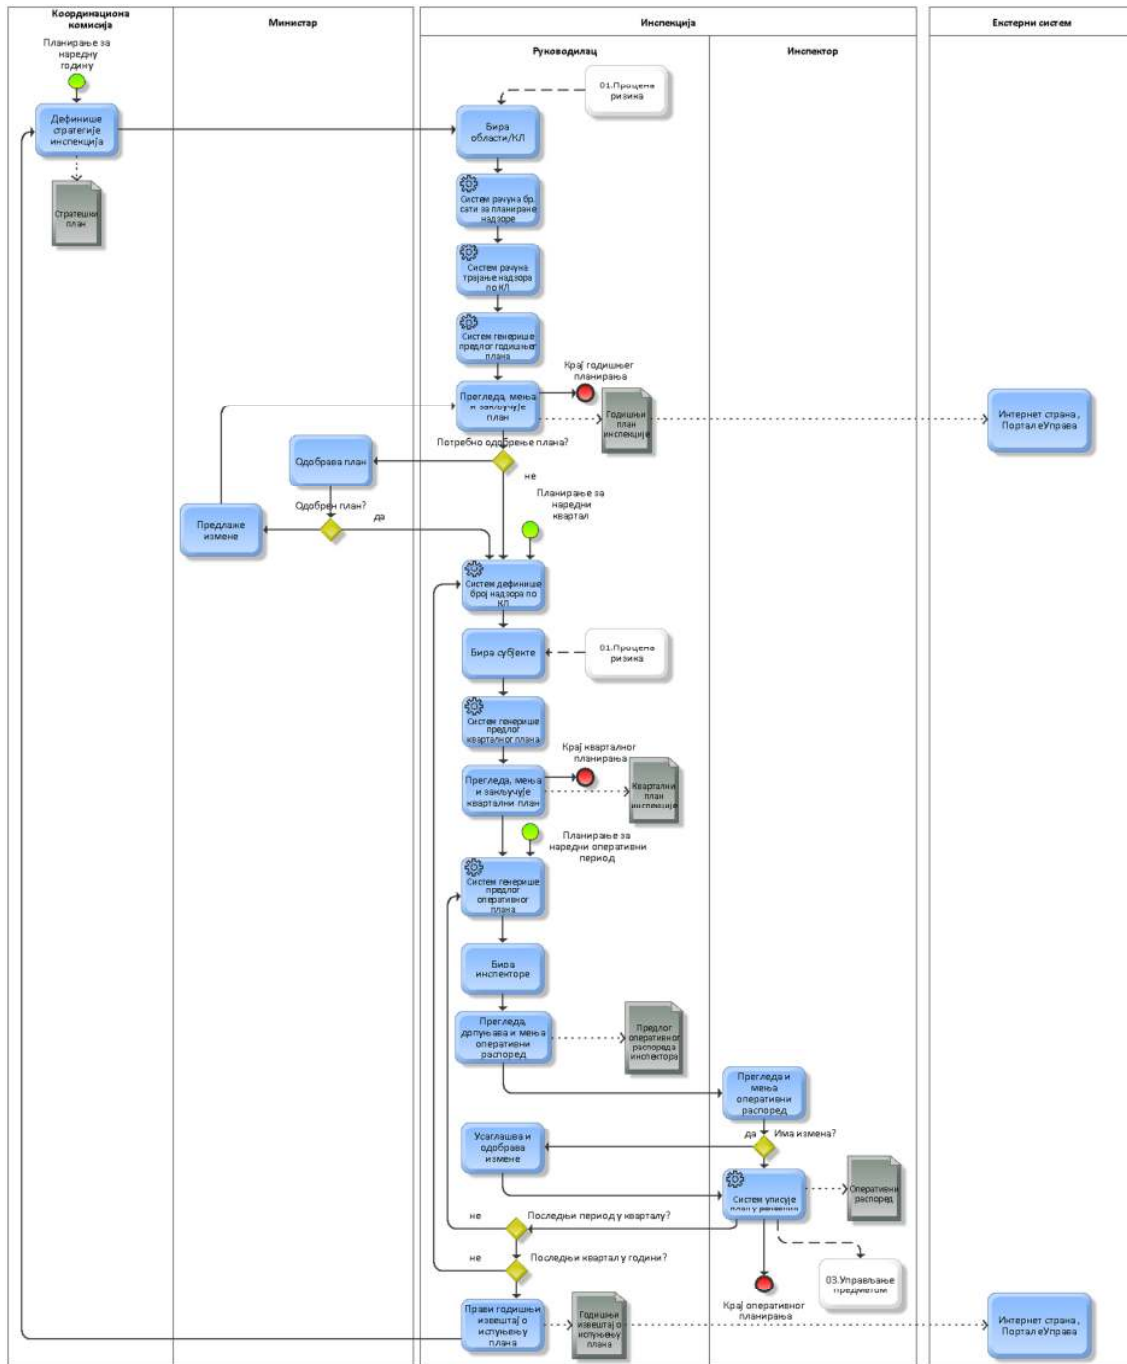 Координациона
комисија
Министар
Инспекција
Екстерни систем
Руководилац
Инспектор
Планирање за
наредну
годину
Дефинише
стратегије
инспекција
Стратешки
план
01.Процена
ризика
Бира
области/КЛ
Систем рачуна бр.
сати за планиране
надзоре
Систем рачуна
трајање надзора
по КЛ
Систем генерише
предлог годишњег
плана
Крај годишњег
планирања
Прегледа, мења
и закључује
план
Годишњи
план
инспекције
Интернет страна,
Портал еУправа
Потребно одобрење плана?
не
Одобрава план
Одобрен план?
да
Предлаже
измене
Планирање за
наредни
квартал
Систем дефинише
број надзора по
КЛ
Бира субјекте
01.Процена
ризика
Систем генерише
предлог
кварталног плана
Крај кварталног
планирања
Прегледа, мења
и закључује
квартални план
Квартални
план
инспекције
Планирање за
наредни оперативни
период
Систем генерише
предлог
оперативног
плана
Бира
инспекторе
Прегледа,
дрпуњава и мења
оперативни
распоред
Предлог
оперативног
распореда
инспектора
Прегледа и
мења
оперативни
распоред
да
Има измена?
Усаглашва и
одобрава
измене
Систем уписује
план у
Оперативни
распоред
не
Последњи период у кварталу?
не
Последњи квартал у години?
03.Управљање
предметом
Крај оперативног
планирања
Прави годишњи
извештај о
испуњењу
плана
Годишњи
извештај о
испуњењу
плана
Интернет страна,
Портал еУправа